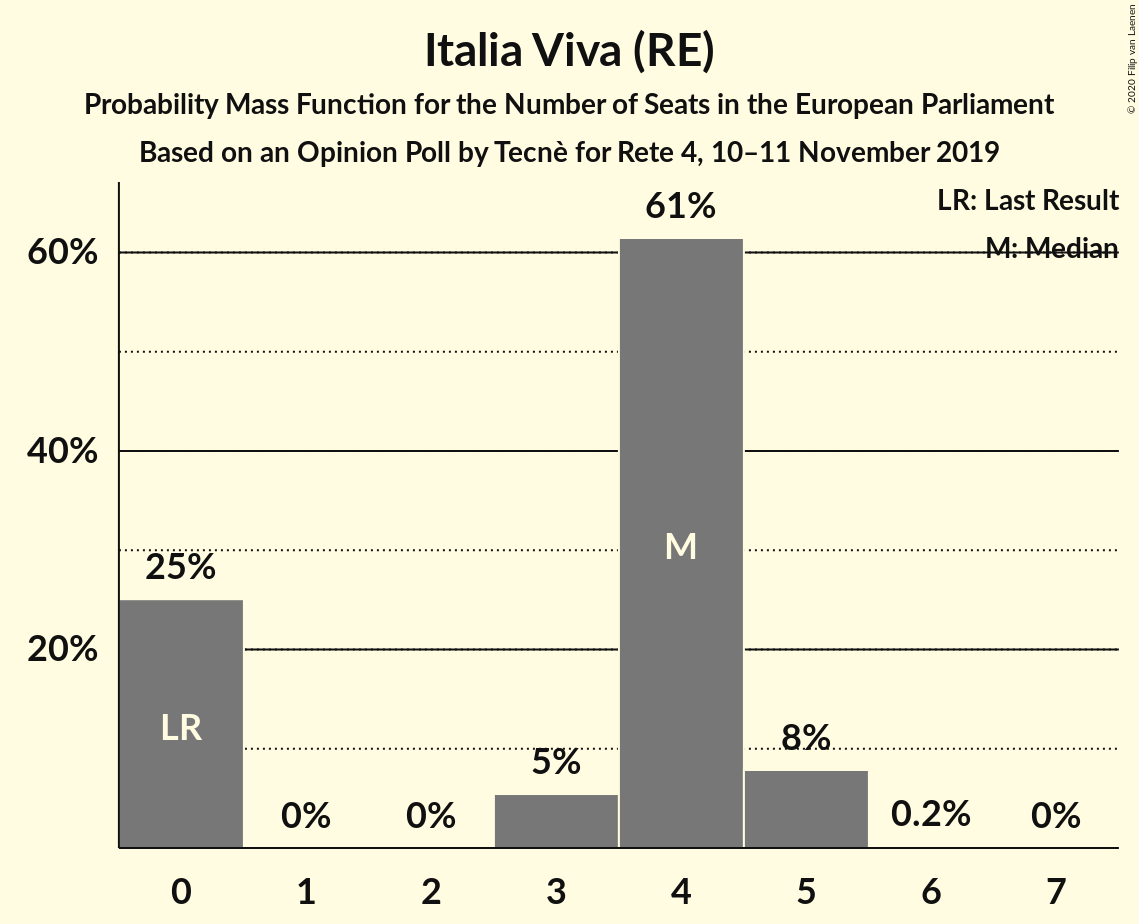 Italia Viva (RE)
Probability Mass Function for the Number of Seats in the European Parliament
Based on an Opinion Poll by Tecnè for Rete 4, 10–11 November 2019
© 2020 Filip van Laenen
LR: Last Result
M: Median
60%
40%
20%
25%
0%
0%
5%
61%
8%
0.2%
0%
LR
M
0 1 2 3 4 5 6 7